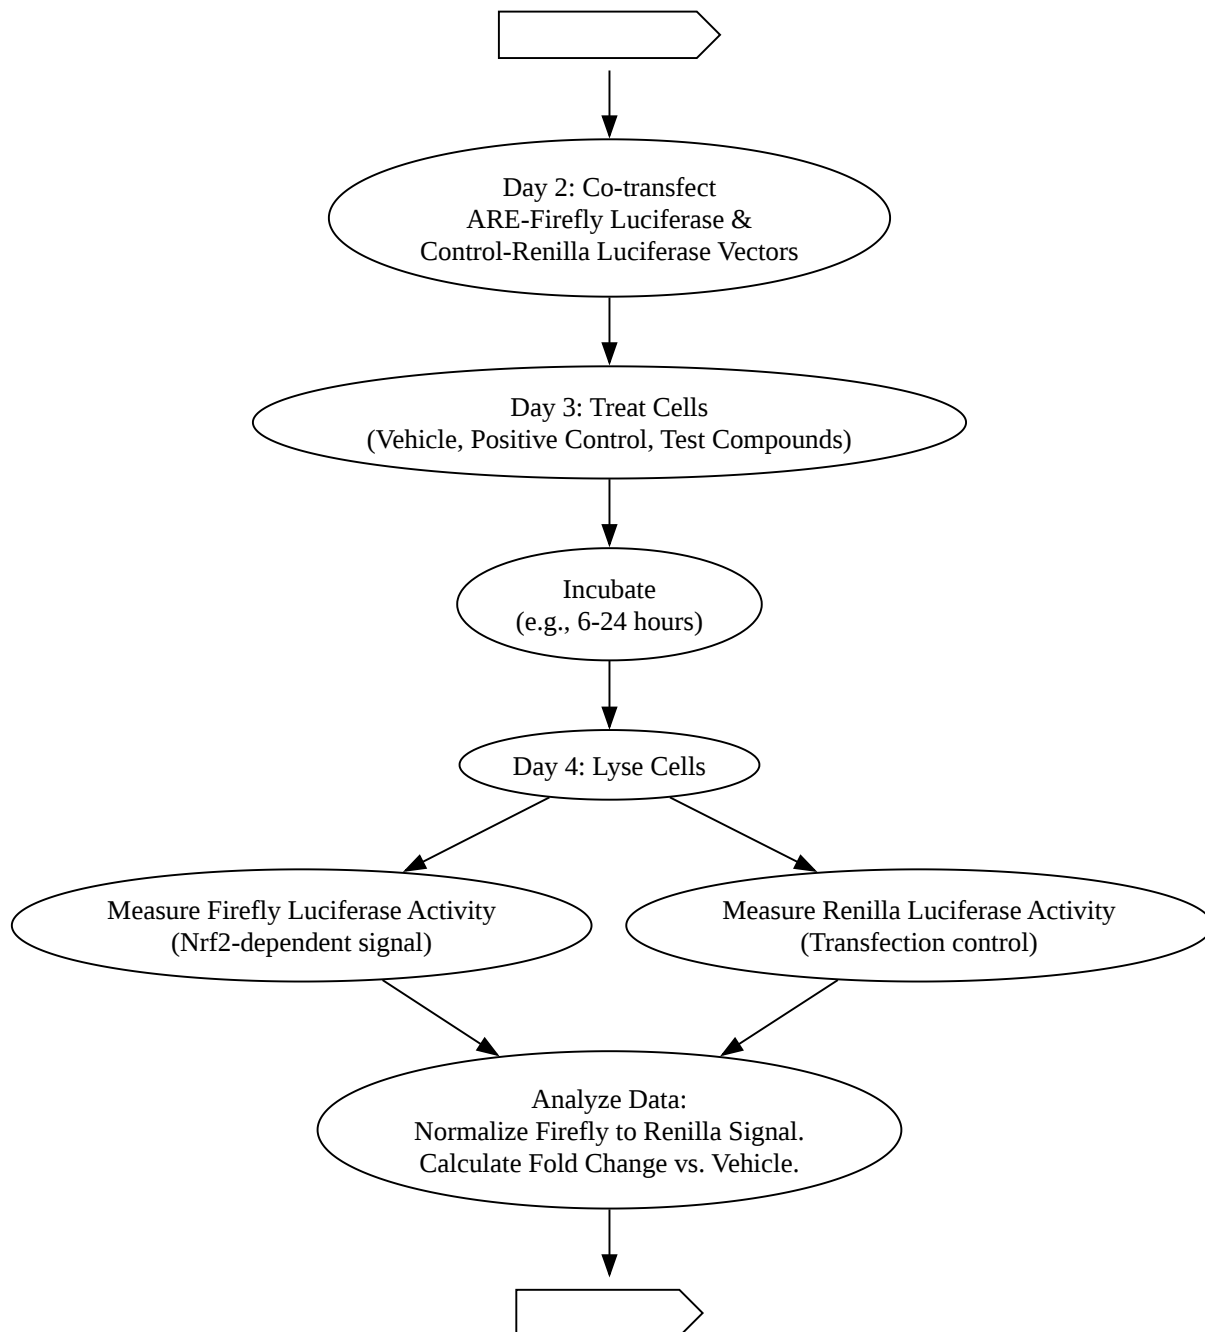 Day 2: Co-transfect
ARE-Firefly Luciferase &
Control-Renilla Luciferase Vectors
Day 3: Treat Cells
(Vehicle, Positive Control, Test Compounds)
Incubate
(e.g., 6-24 hours)
Day 4: Lyse Cells
Measure Firefly Luciferase Activity
(Nrf2-dependent signal)
Measure Renilla Luciferase Activity
(Transfection control)
Analyze Data:
Normalize Firefly to Renilla Signal.
Calculate Fold Change vs. Vehicle.